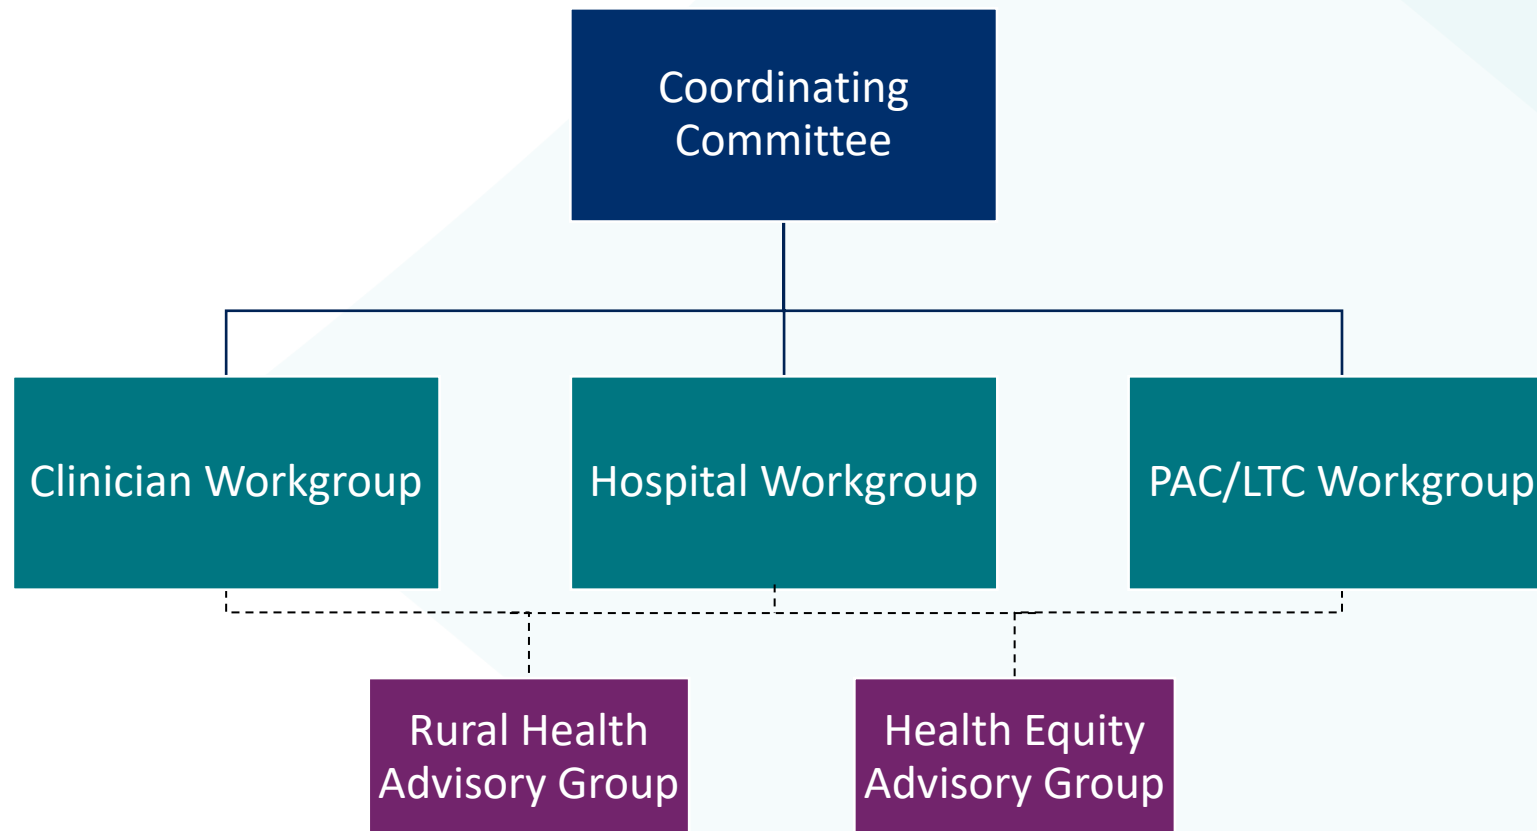 Coordinating
Committee
Clinician Workgroup
Hospital Workgroup
PAC/LTC Workgroup
Rural Health
Advisory Group
Health Equity
Advisory Group